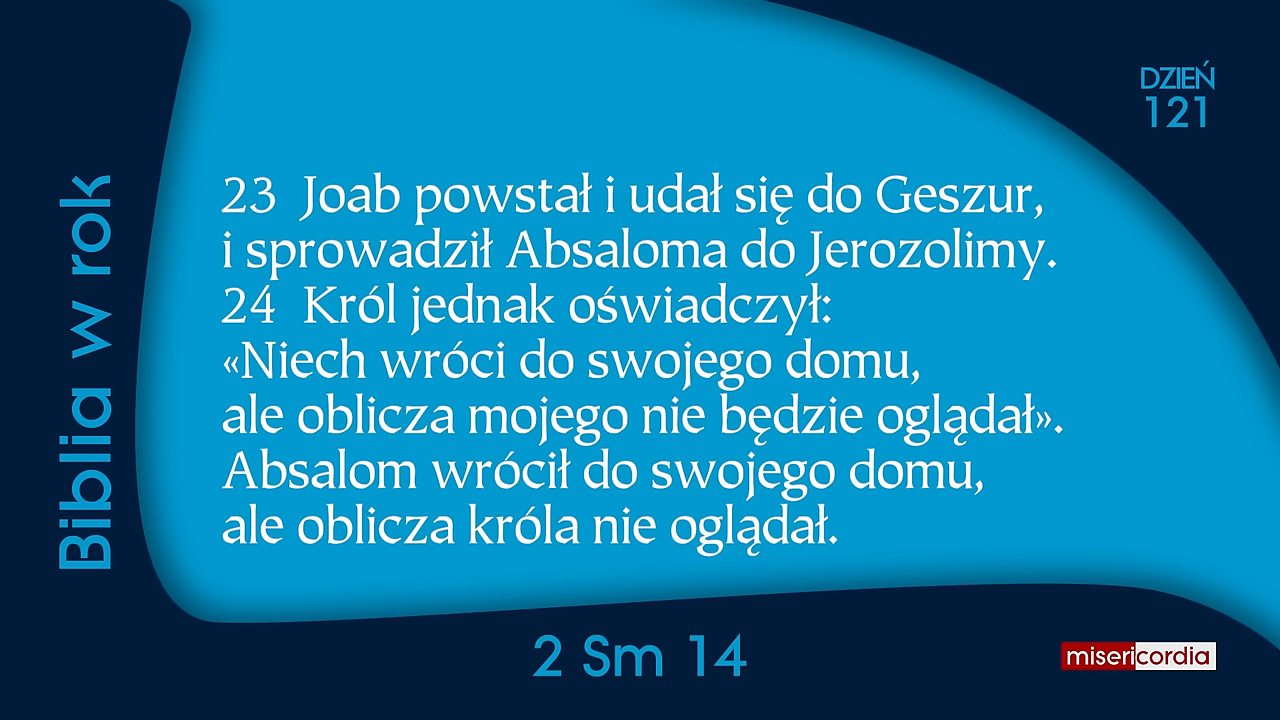 DZIEŃ
121
Biblia w rok
23 Joab powstał i udał się do Geszur,
i sprowadził Absaloma do Jerozolimy.
24 Król jednak oświadczył:
«Niech wróci do swojego domu,
ale oblicza mojego nie będzie oglądał».
Absalom wrócił do swojego domu,
ale oblicza króla nie oglądał.
2 Sm 14
misericordia